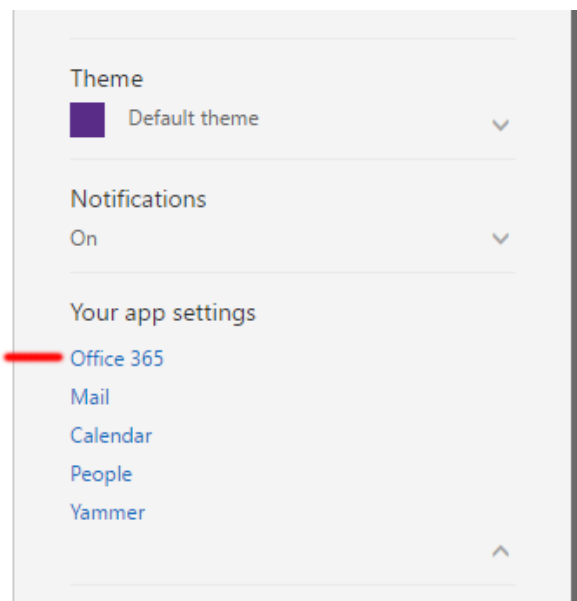 Theme
Default theme
Notifications
On
Your app settings
Office 365
Mail
Calendar
People
Yammer